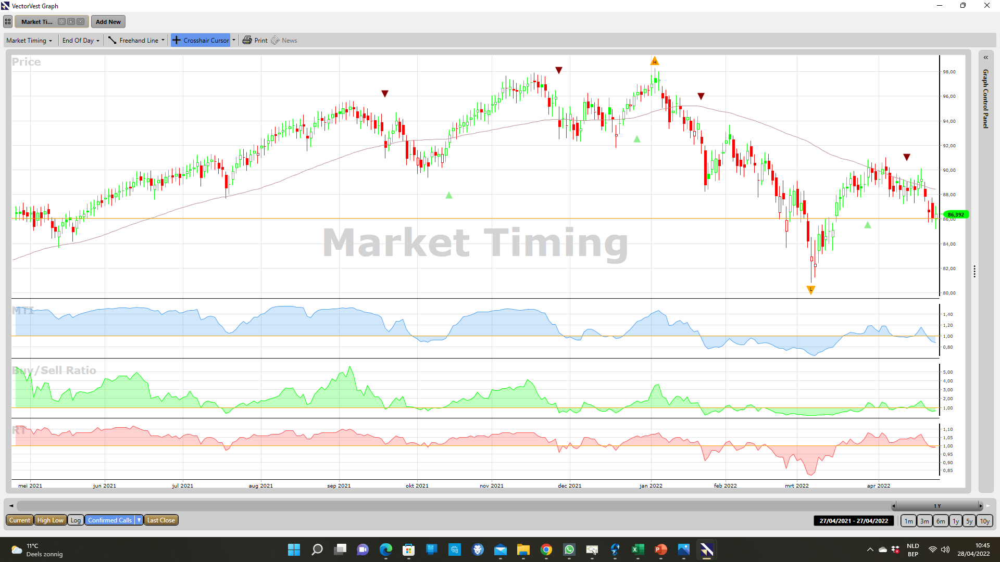 VectorVest Graph
Market Ti...
Add New
Market Timing
End Of Day
Freehand Line
Crosshair Cursor
Print
News
Price
H
98,00
96,00
94,00
92,00
90,00
88,00
86,392
86,00
84,00
82,00
80,00
Market Timing
L
Graph Control Panel
MTI
1,40
1,20
1,00
0,80
Buy/Sell Ratio
5,00
4,00
3,00
2,00
1,00
RT
1,10
1,05
1,00
0,95
0,90
0,85
mei 2021 jun 2021 jul 2021 aug 2021 sep 2021 okt 2021 nov 2021 dec 2021 jan 2022 feb 2022 mrt 2022 apr 2022
1 Y
Current High Low Log Confirmed Calls Last Close
27/04/2021 - 27/04/2022
1m 3m 6m 1y 5y 10y
11°C
Deels zonnig
NLD
BEP
10:45
28/04/2022